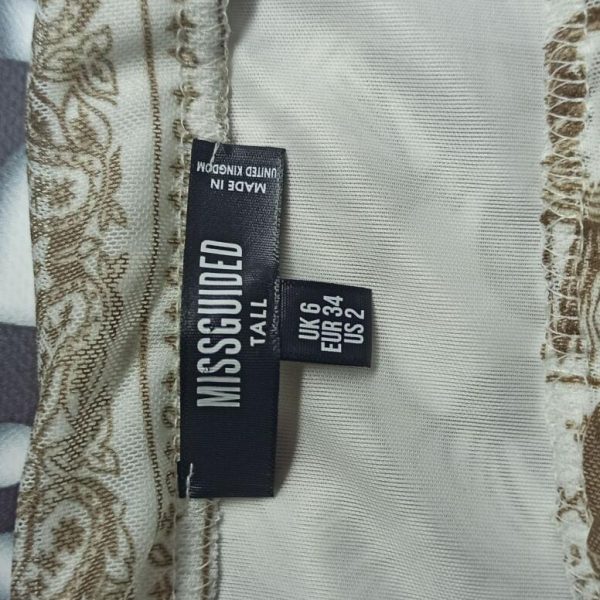 MISSGUIDED
TALL
MADE IN
UNITED KINGDOM
UK 6
EUR 34
US 2